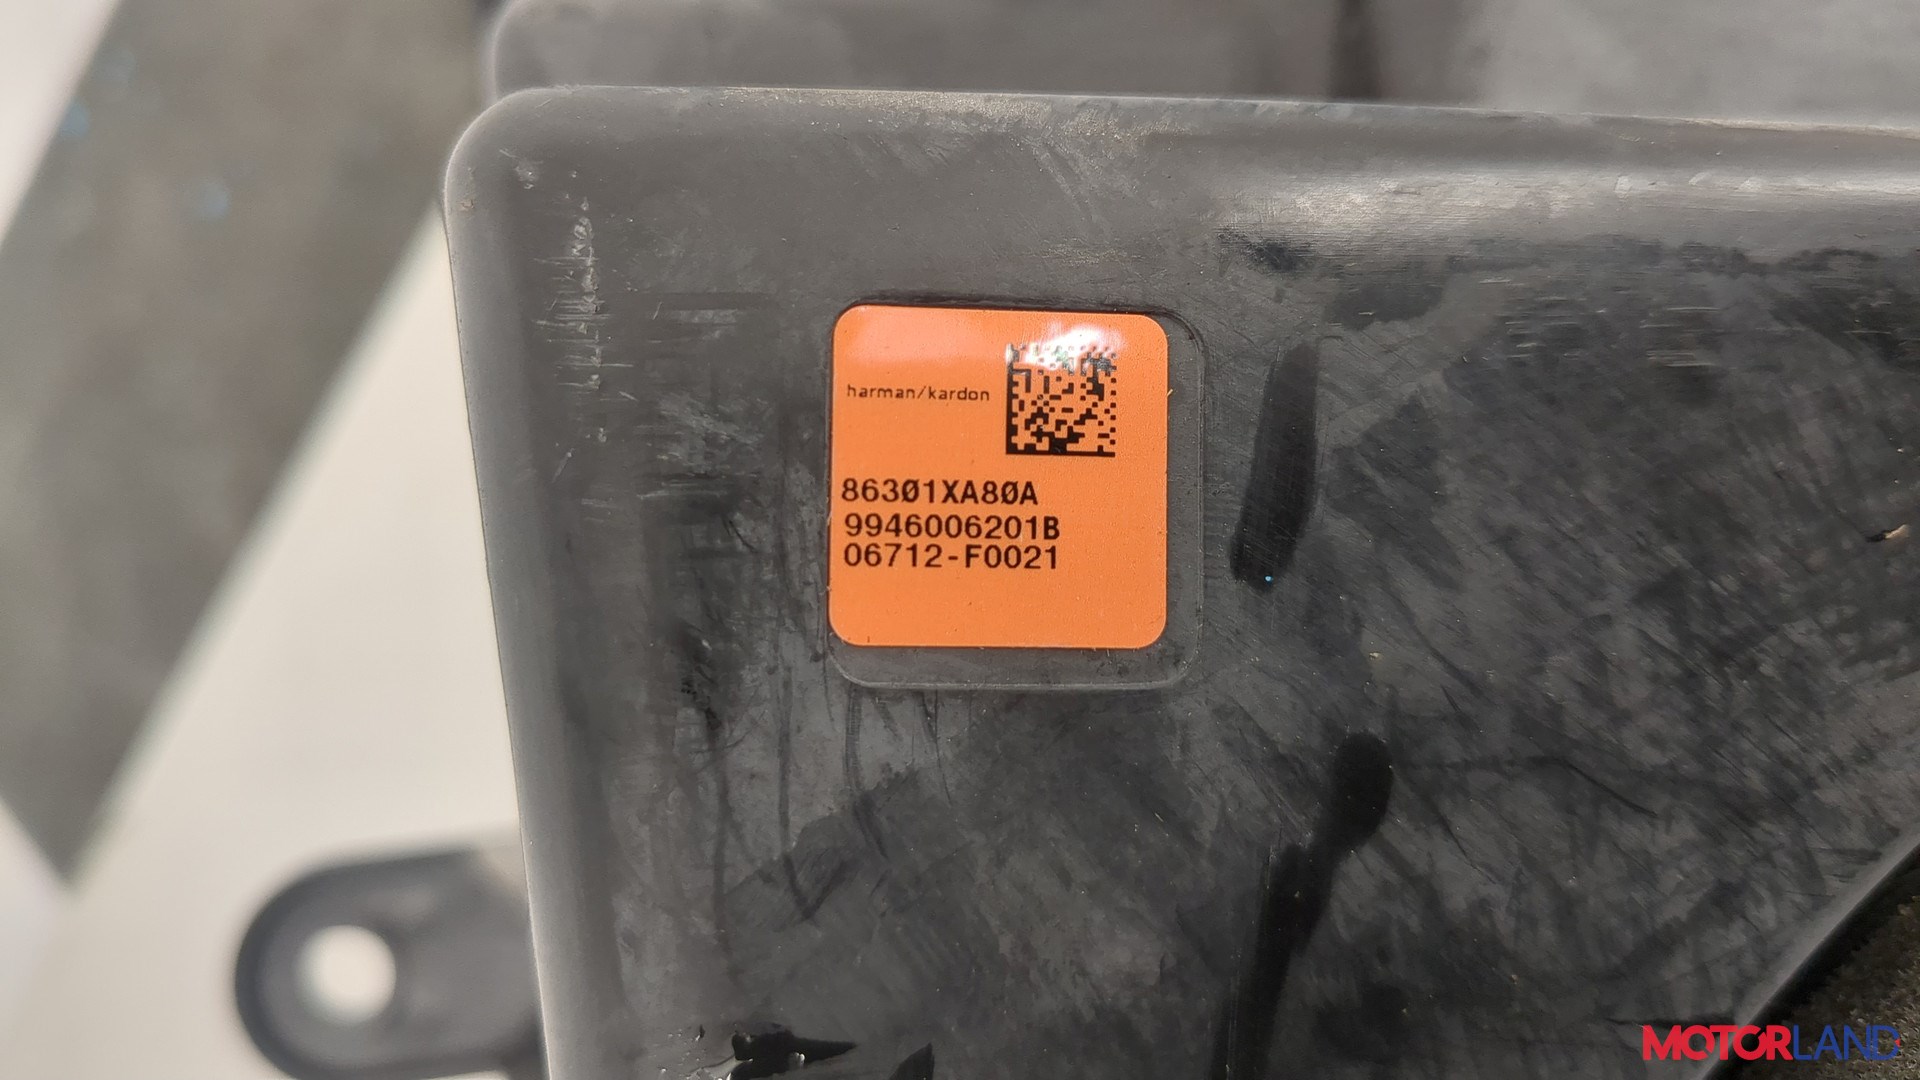 harman/kardon
86301XA80A
9946006201B
06712-F0021
MOTORLAND